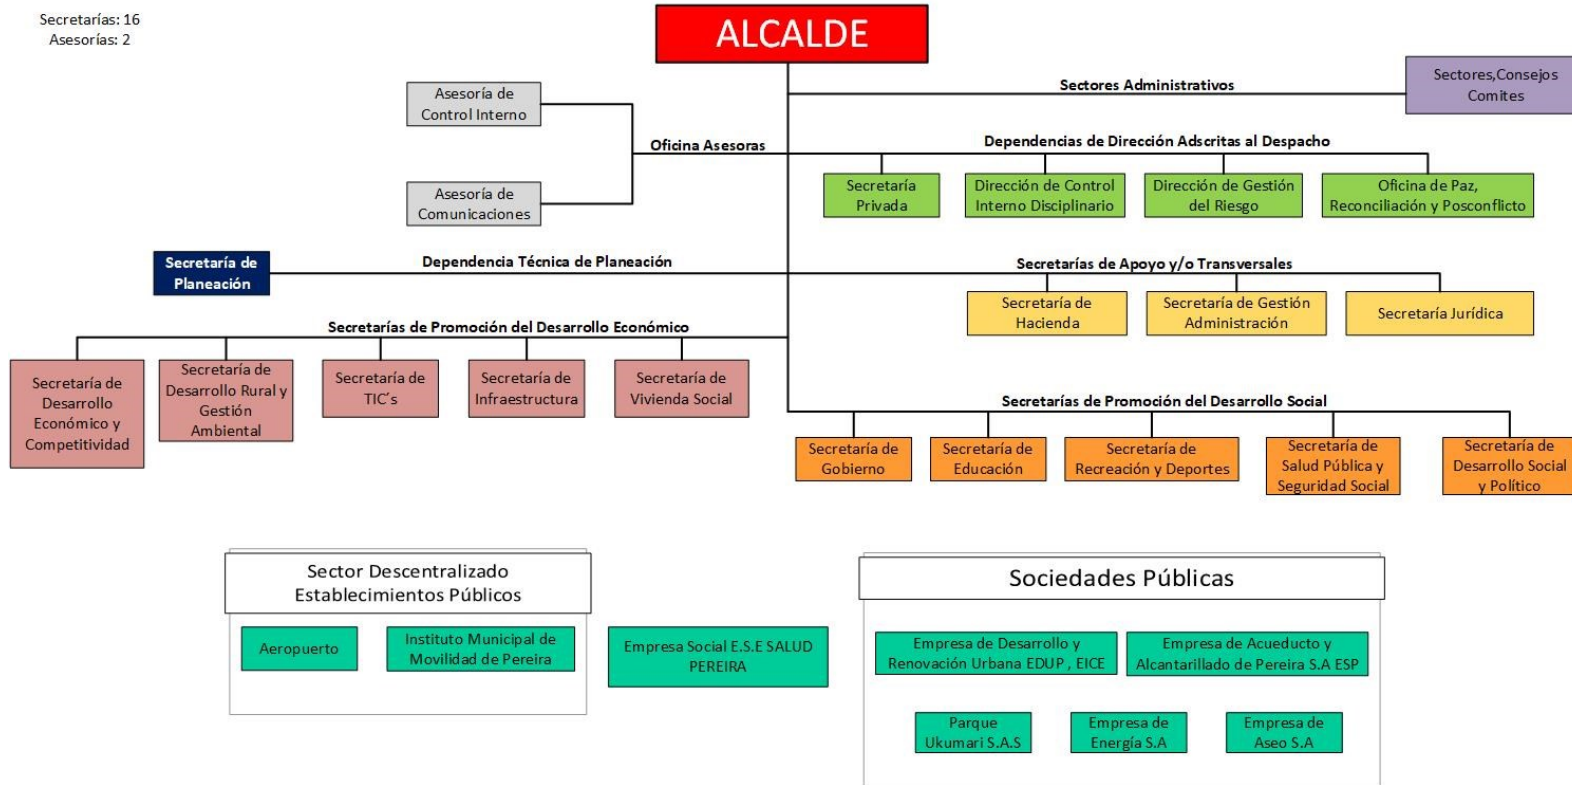 Secretarías: 16
Asesorías: 2
ALCALDE
Sectores Administrativos
Sectores,Consejos
Comites
Asesoría de
Control Interno
Oficina Asesoras
Asesoría de
Comunicaciones
Dependencias de Dirección Adscritas al Despacho
Secretaría
Privada
Dirección de Control
Interno Disciplinario
Dirección de Gestión
del Riesgo
Oficina de Paz,
Reconciliación y Posconflicto
Secretaría de
Planeación
Dependencia Técnica de Planeación
Secretarías de Apoyo y/o Transversales
Secretaría de
Hacienda
Secretaría de Gestión
Administración
Secretaría Jurídica
Secretarías de Promoción del Desarrollo Económico
Secretaría de
Desarrollo
Económico y
Competitividad
Secretaría de
Desarrollo Rural y
Gestión
Ambiental
Secretaría de
TIC´s
Secretaría de
Infraestructura
Secretaría de
Vivienda Social
Secretarías de Promoción del Desarrollo Social
Secretaría de
Gobierno
Secretaría de
Educación
Secretaría de
Recreación y Deportes
Secretaría de
Salud Pública y
Seguridad Social
Secretaría de
Desarrollo Social
y Político
Sector Descentralizado
Establecimientos Públicos
Aeropuerto
Instituto Municipal de
Movilidad de Pereira
Empresa Social E.S.E SALUD
PEREIRA
Sociedades Públicas
Empresa de Desarrollo y
Renovación Urbana EDUP , EICE
Empresa de Acueducto y
Alcantarillado de Pereira S.A ESP
Parque
Ukumari S.A.S
Empresa de
Energía S.A
Empresa de
Aseo S.A